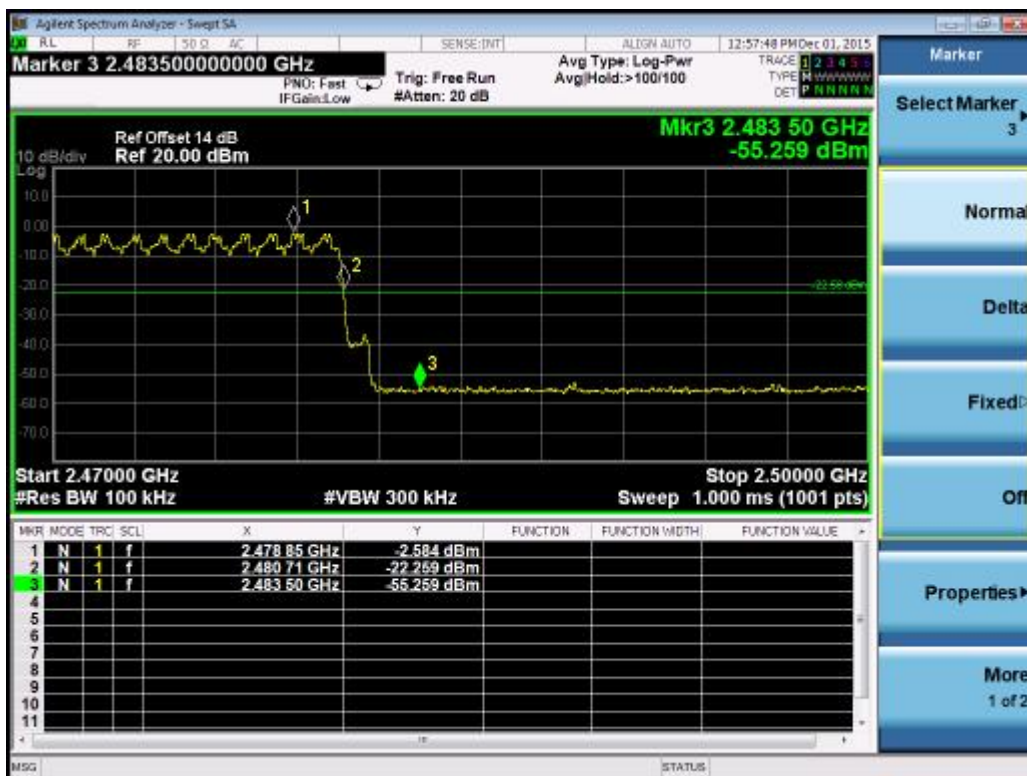 Agilent Spectrum Analyzer - Swept SA
RL RF 50 Ω AC SENSE:INT ALIGN AUTO 12:57:48 PM Dec 01, 2015
Marker 3 2.483500000000 GHz
PNO: Fast
IFGain:Low
Trig: Free Run
#Atten: 20 dB
Avg Type: Log-Pwr
Avg|Hold:>100/100
TRACE 1 2 3 4 5 6
TYPE M WWWWW
DET P N N N N N
Ref Offset 14 dB
10 dB/div Ref 20.00 dBm
Log
Mkr3 2.483 50 GHz
-55.259 dBm
10.0
0.00
-10.0
-20.0
-30.0
-40.0
-50.0
-60.0
-70.0
1
2
3
-22.58 dBm
Start 2.47000 GHz Stop 2.50000 GHz
#Res BW 100 kHz #VBW 300 kHz Sweep 1.000 ms (1001 pts)
MKR MODE TRC SCL X Y FUNCTION FUNCTION WIDTH FUNCTION VALUE
1 N 1 f 2.478 85 GHz -2.584 dBm
2 N 1 f 2.480 71 GHz -22.259 dBm
3 N 1 f 2.483 50 GHz -55.259 dBm
4
5
6
7
8
9
10
11
MSG STATUS
Marker
Select Marker
3
Normal
Delta
Fixed
Off
Properties
More
1 of 2